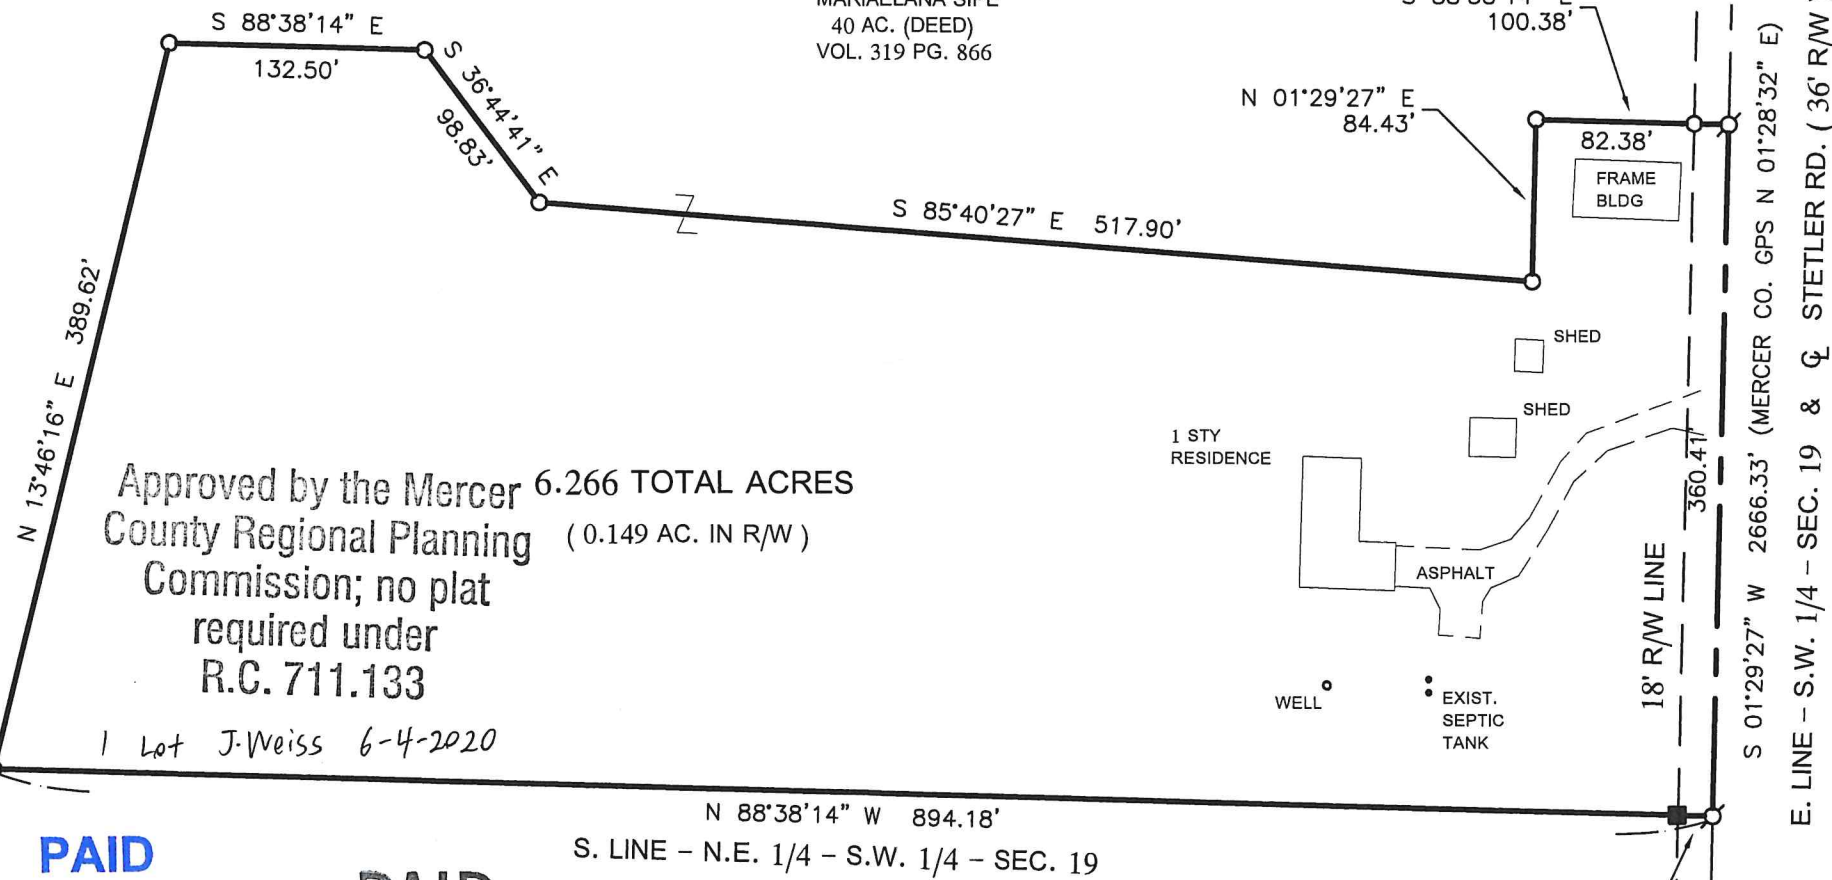 S 88°38'14" E
132.50'
S 36°44'41" E
98.83'
MARIAELANA SIPE
40 AC. (DEED)
VOL. 319 PG. 866
100.38'
N 01°29'27" E
84.43'
82.38'
FRAME
BLDG
S 85°40'27" E 517.90'
N 13°46'16" E 389.62'
SHED
SHED
1 STY
RESIDENCE
ASPHALT
WELL
EXIST.
SEPTIC
TANK
360.41'
18' R/W LINE
S 01°29'27" W 2666.33' (MERCER CO. GPS N 01°28'32" E)
E. LINE – S.W. 1/4 – SEC. 19 & ℄ STETLER RD. ( 36' R/W )
6.266 TOTAL ACRES
( 0.149 AC. IN R/W )
Approved by the Mercer
County Regional Planning
Commission; no plat
required under
R.C. 711.133
1 Lot J. Weiss 6-4-2020
N 88°38'14" W 894.18'
S. LINE – N.E. 1/4 – S.W. 1/4 – SEC. 19
PAID
PAID